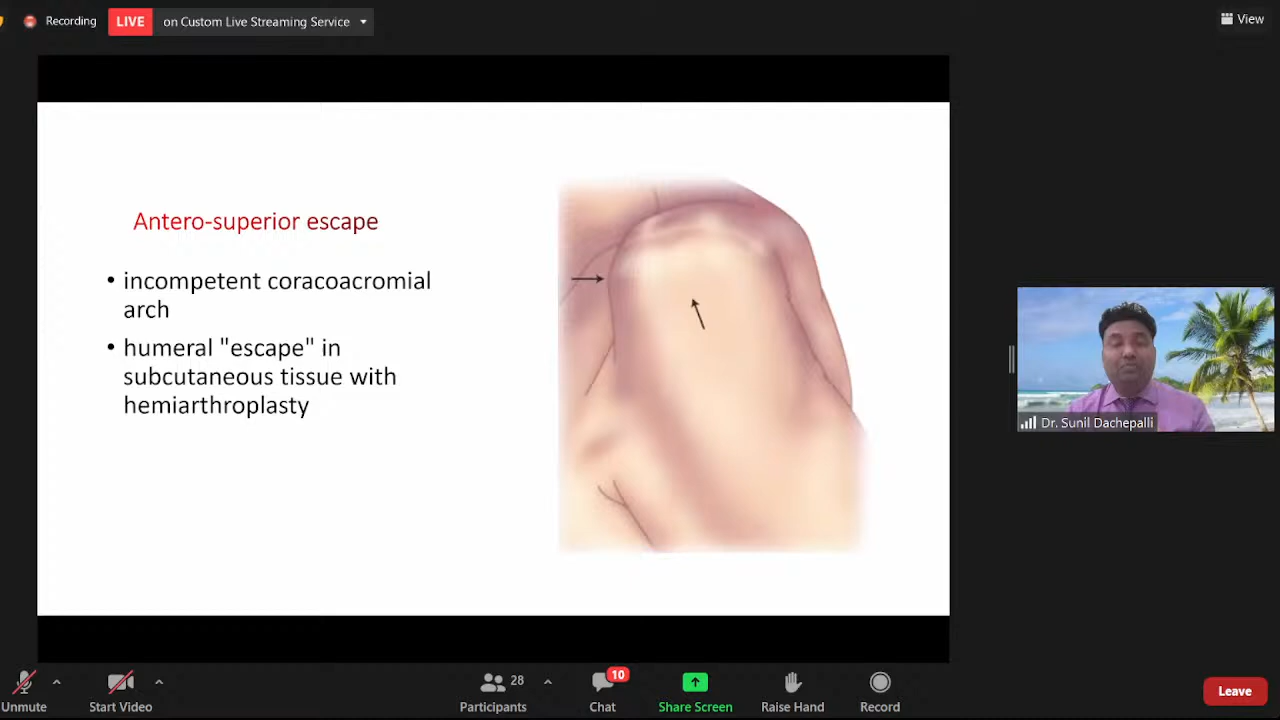 Recording
LIVE
on Custom Live Streaming Service
View
Antero-superior escape
• incompetent coracoacromial
arch
• humeral "escape" in
subcutaneous tissue with
hemiarthroplasty
Dr. Sunil Dachepalli
Unmute
Start Video
28
Participants
10
Chat
Share Screen
Raise Hand
Record
Leave